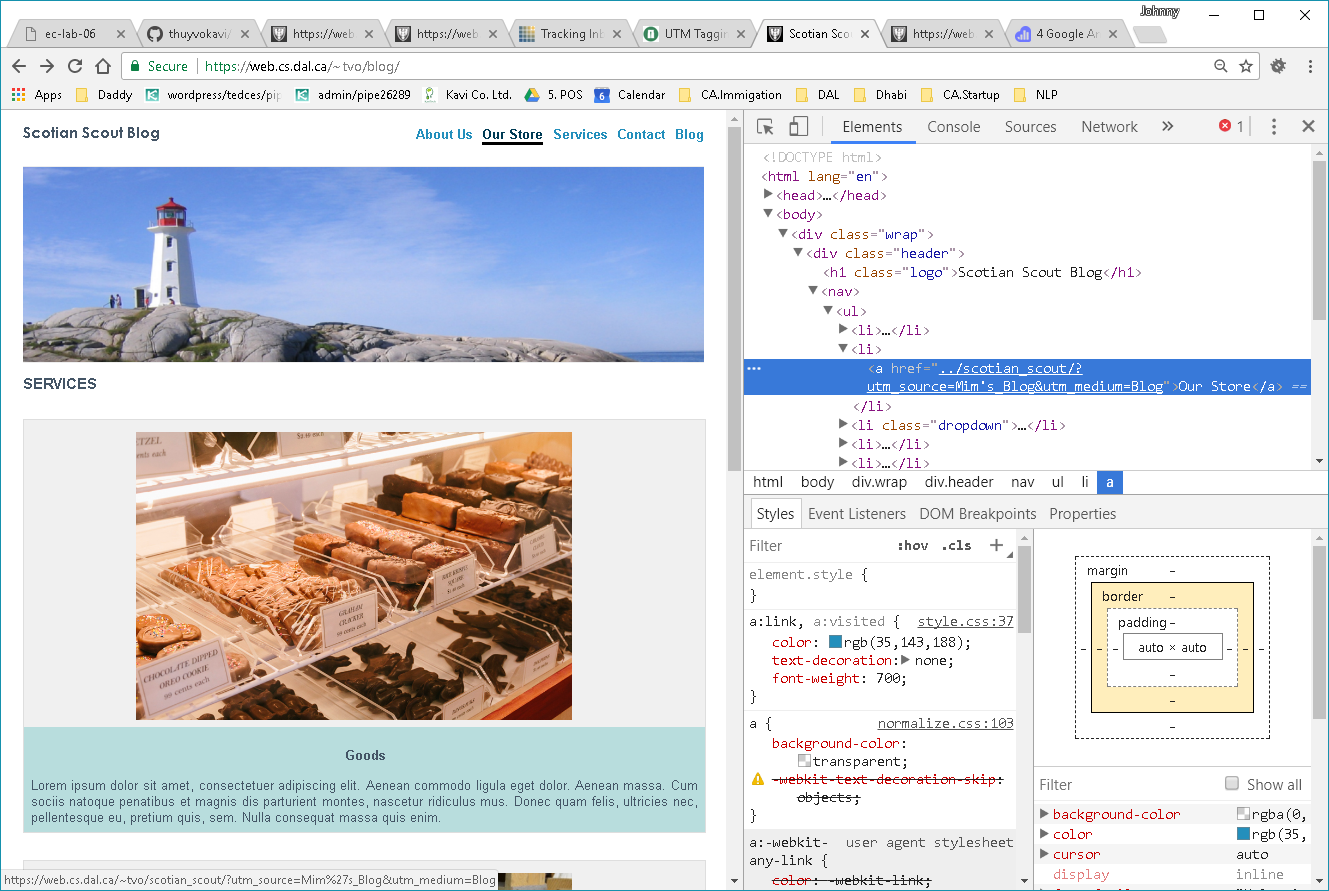 Johnny
ec-lab-06
thuyvokavi/
https://web
https://web
Tracking Inb
UTM Taggin
Scotian Scou
https://web
4 Google An
Secure
https://web.cs.dal.ca/~tvo/blog/
Apps
Daddy
wordpress/tedces/pip
admin/pipe26289
Kavi Co. Ltd.
5. POS
6
Calendar
CA.Immigation
DAL
Dhabi
CA.Startup
NLP
Scotian Scout Blog
About Us
Our Store
Services
Contact
Blog
SERVICES
CHOCOLATE DIPPED
OREO COOKIE
99 cents each
GRAHAM
CRACKER
Goods
Lorem ipsum dolor sit amet, consectetuer adipiscing elit. Aenean commodo ligula eget dolor. Aenean massa. Cum
sociis natoque penatibus et magnis dis parturient montes, nascetur ridiculus mus. Donec quam felis, ultricies nec,
pellentesque eu, pretium quis, sem. Nulla consequat massa quis enim.
https://web.cs.dal.ca/~tvo/scotian_scout/?utm_source=Mim%27s_Blog&utm_medium=Blog
Elements
Console
Sources
Network
1
<!DOCTYPE html>
<html lang="en">
<head>…</head>
<body>
<div class="wrap">
<div class="header">
<h1 class="logo">Scotian Scout Blog</h1>
<nav>
<ul>
<li>…</li>
<li>
<a href="../scotian_scout/?
utm_source=Mim's_Blog&utm_medium=Blog">Our Store</a> ==
</li>
<li class="dropdown">…</li>
<li>…</li>
<li>…</li>
html
body
div.wrap
div.header
nav
ul
li
a
Styles
Event Listeners
DOM Breakpoints
Properties
Filter
:hov
.cls
element.style {
}
a:link, a:visited {
style.css:37
color: rgb(35,143,188);
text-decoration: none;
font-weight: 700;
}
a {
normalize.css:103
background-color:
transparent;
-webkit-text-decoration-skip:
objects;
}
a:-webkit-
user agent stylesheet
any-link {
color: -webkit-link;
margin
-
border
-
padding
-
-
-
-
auto × auto
-
-
-
-
-
-
Filter
Show all
background-color
rgba(0,
color
rgb(35,
cursor
auto
display
inline